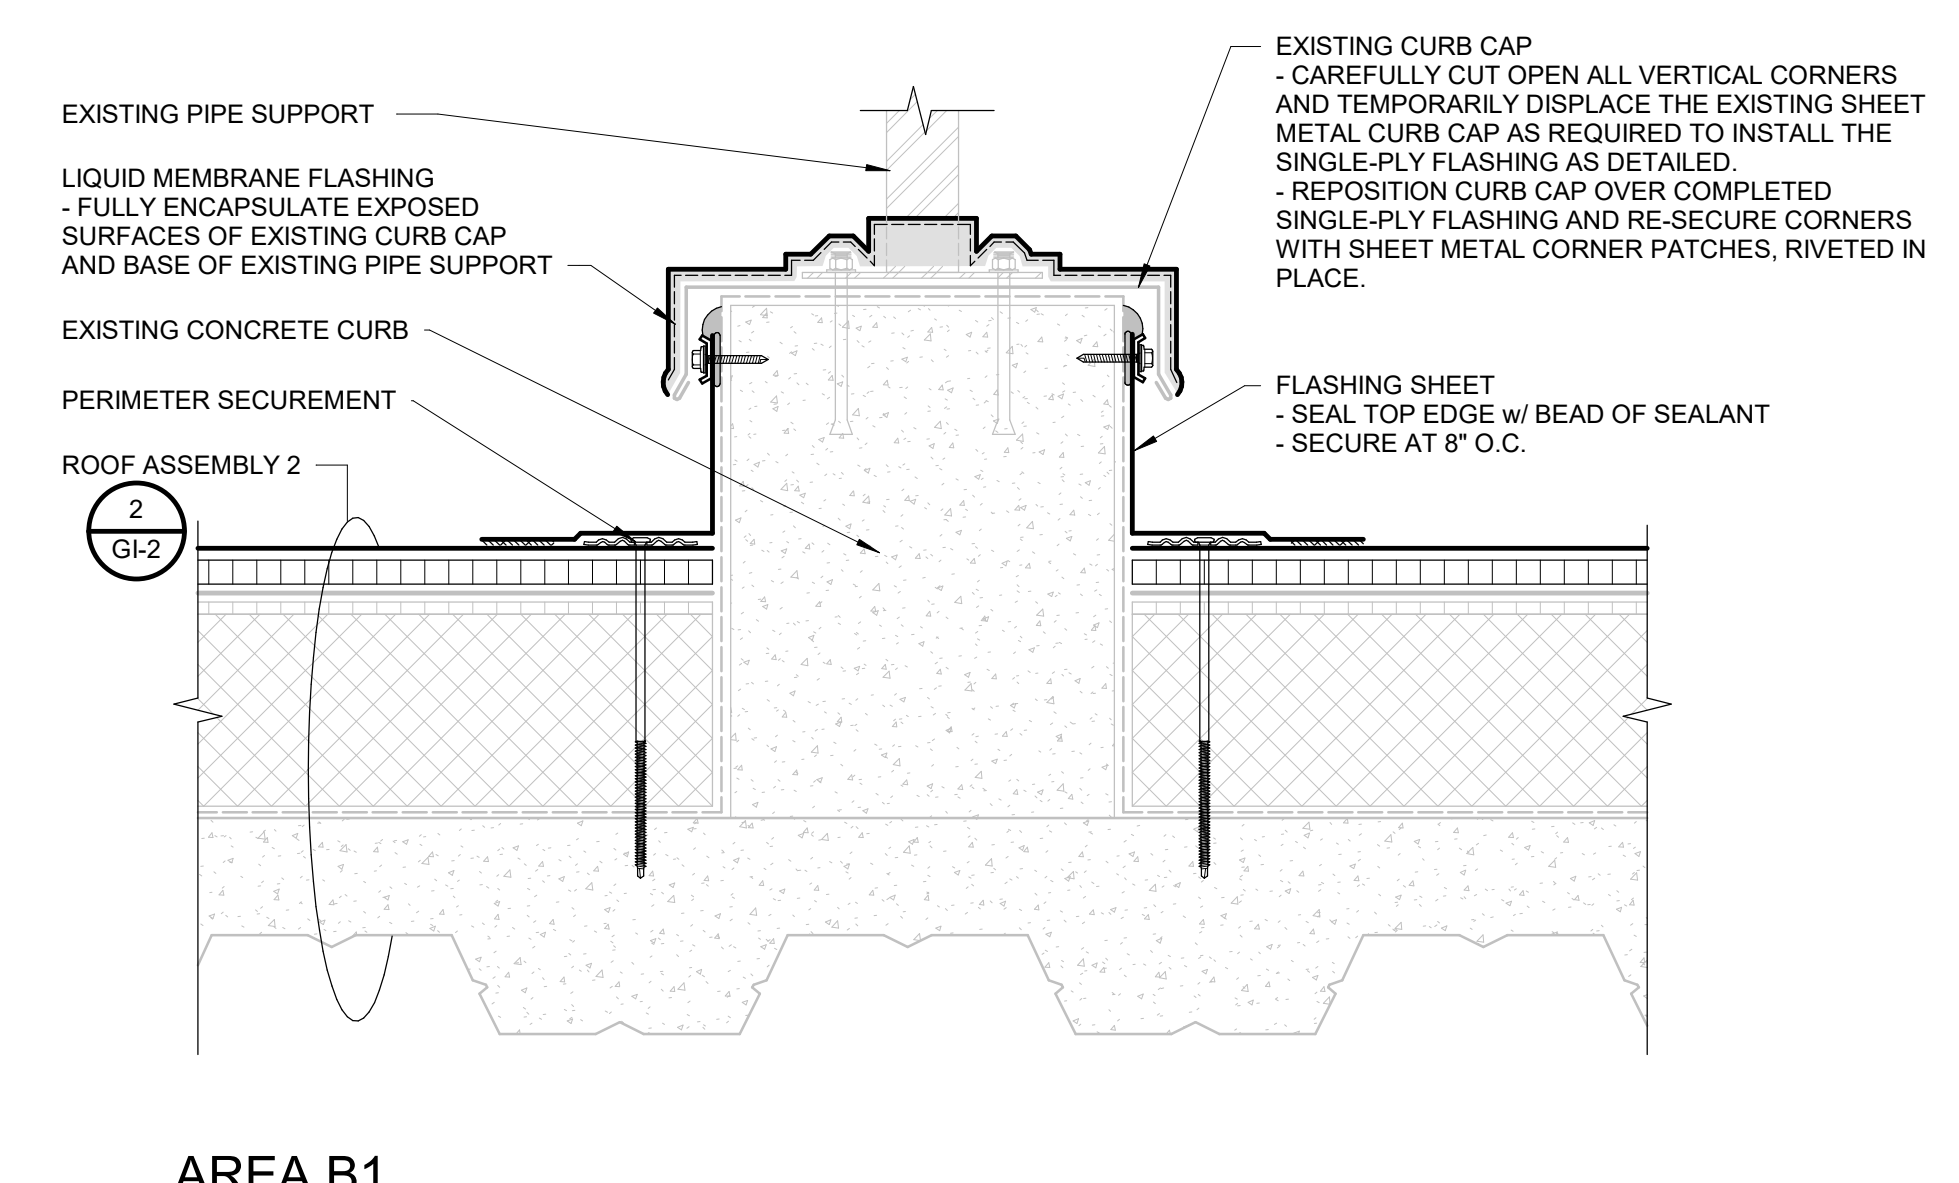 EXISTING PIPE SUPPORT
LIQUID MEMBRANE FLASHING
- FULLY ENCAPSULATE EXPOSED
SURFACES OF EXISTING CURB CAP
AND BASE OF EXISTING PIPE SUPPORT
EXISTING CONCRETE CURB
PERIMETER SECUREMENT
ROOF ASSEMBLY 2
2
GI-2
EXISTING CURB CAP
- CAREFULLY CUT OPEN ALL VERTICAL CORNERS
AND TEMPORARILY DISPLACE THE EXISTING SHEET
METAL CURB CAP AS REQUIRED TO INSTALL THE
SINGLE-PLY FLASHING AS DETAILED.
- REPOSITION CURB CAP OVER COMPLETED
SINGLE-PLY FLASHING AND RE-SECURE CORNERS
WITH SHEET METAL CORNER PATCHES, RIVETED IN
PLACE.
FLASHING SHEET
- SEAL TOP EDGE w/ BEAD OF SEALANT
- SECURE AT 8" O.C.
AREA B1